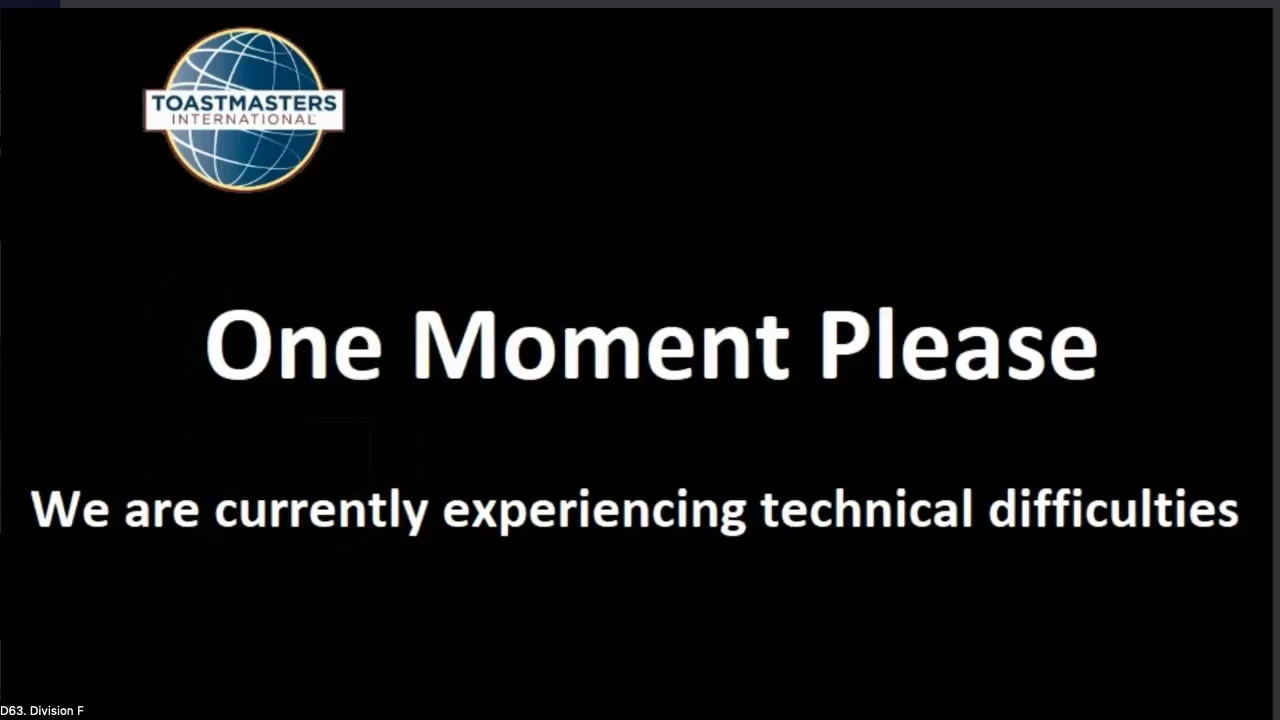 TOASTMASTERS
INTERNATIONAL
One Moment Please
We are currently experiencing technical difficulties
D63. Division F